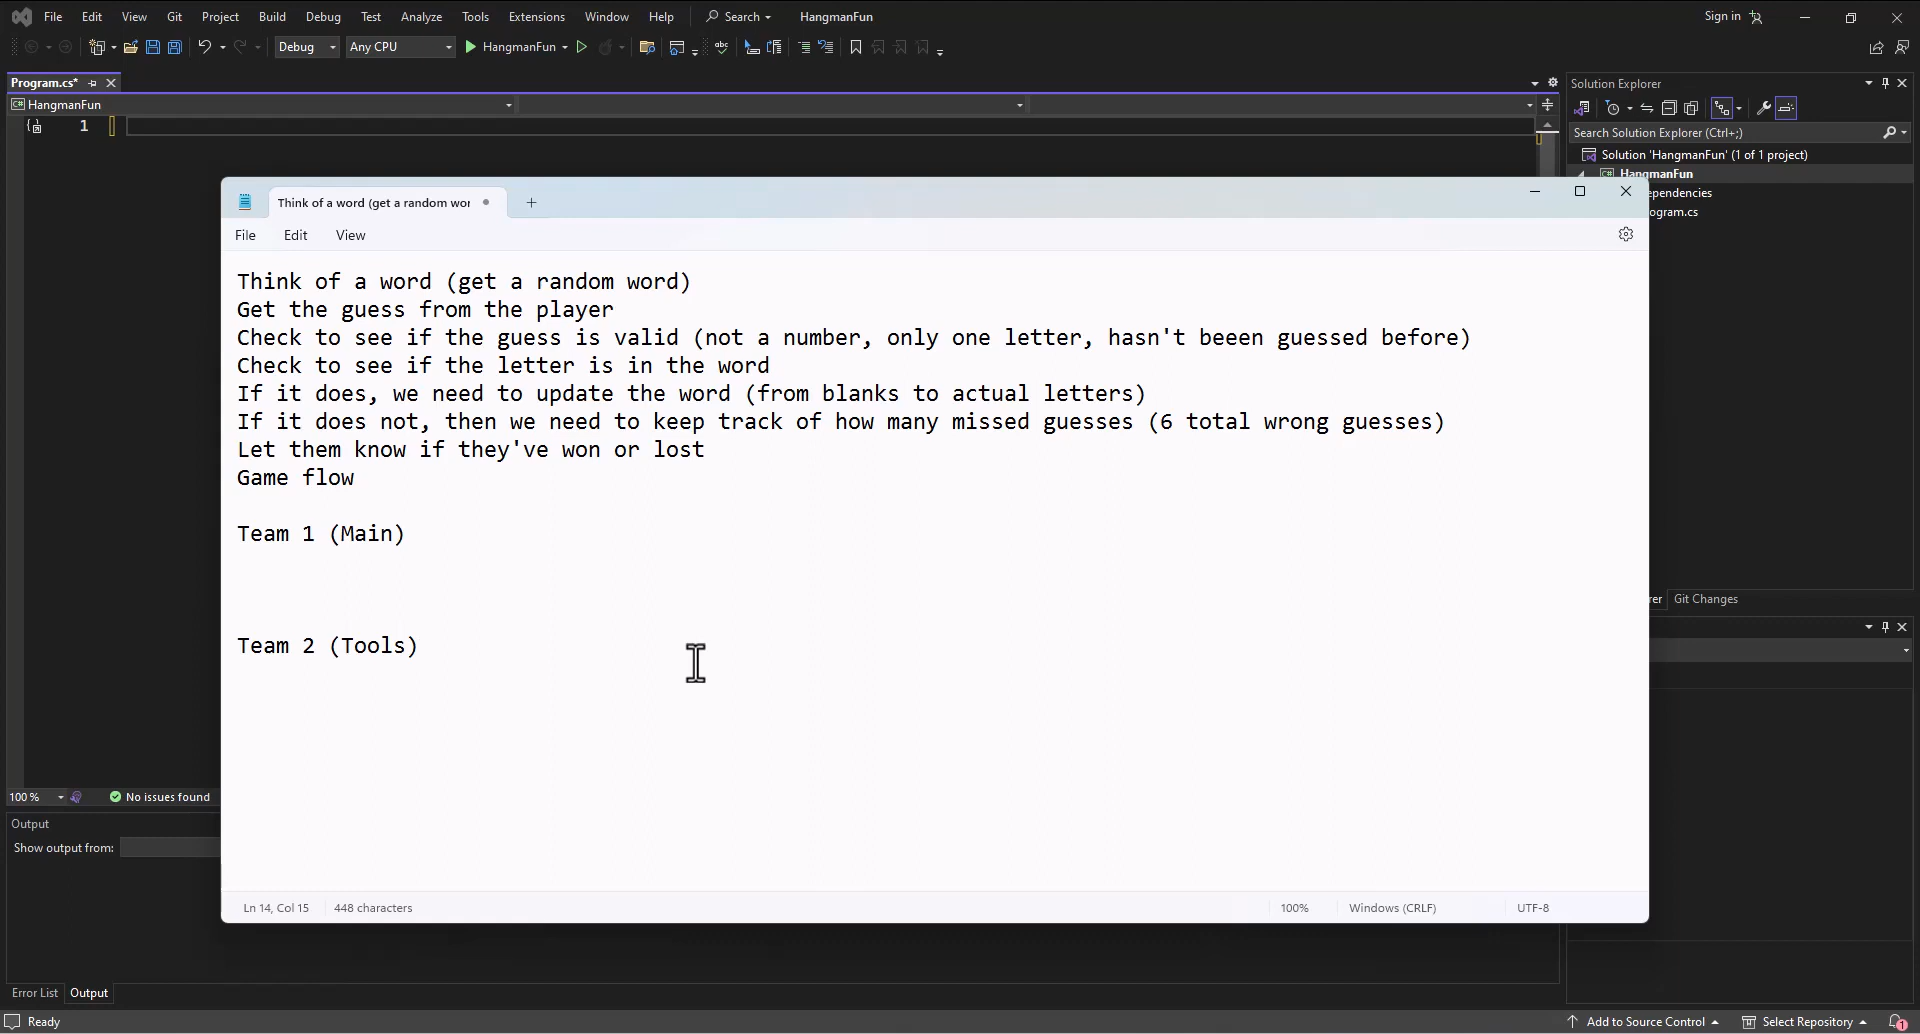 File Edit View Git Project Build Debug Test Analyze Tools Extensions Window Help Search HangmanFun Sign in
Debug Any CPU HangmanFun
Program.cs*
HangmanFun
1
Solution Explorer
Search Solution Explorer (Ctrl+;)
Solution 'HangmanFun' (1 of 1 project)
HangmanFun
ependencies
ogram.cs
Think of a word (get a random wor
File Edit View
Think of a word (get a random word)
Get the guess from the player
Check to see if the guess is valid (not a number, only one letter, hasn't beeen guessed before)
Check to see if the letter is in the word
If it does, we need to update the word (from blanks to actual letters)
If it does not, then we need to keep track of how many missed guesses (6 total wrong guesses)
Let them know if they've won or lost
Game flow
Team 1 (Main)
Team 2 (Tools)
Ln 14, Col 15 448 characters 100% Windows (CRLF) UTF-8
rer Git Changes
100 % No issues found
Output
Show output from:
Error List Output
Ready Add to Source Control Select Repository 1